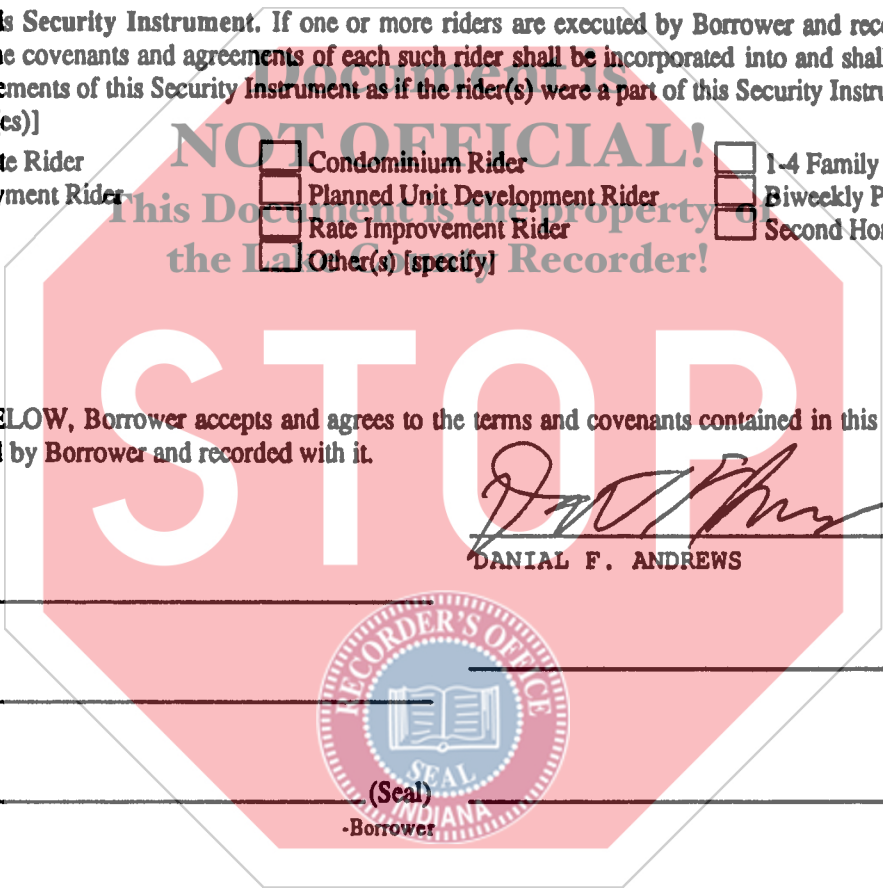 is Security Instrument. If one or more riders are executed by Borrower and reco
e covenants and agreements of each such rider shall be incorporated into and shall
ements of this Security Instrument as if the rider(s) were a part of this Security Instru
es)]
Document is
NOT OFFICIAL!
This Document is the property of
the Lake County Recorder!
te Rider
Condominium Rider
1-4 Family
yment Rider
Planned Unit Development Rider
Biweekly P
Rate Improvement Rider
Second Ho
Other(s) [specify]
STOP
ELOW, Borrower accepts and agrees to the terms and covenants contained in this
by Borrower and recorded with it.
DANIAL F. ANDREWS
RECORDER'S OFFICE
SEAL
INDIANA
(Seal)
-Borrower